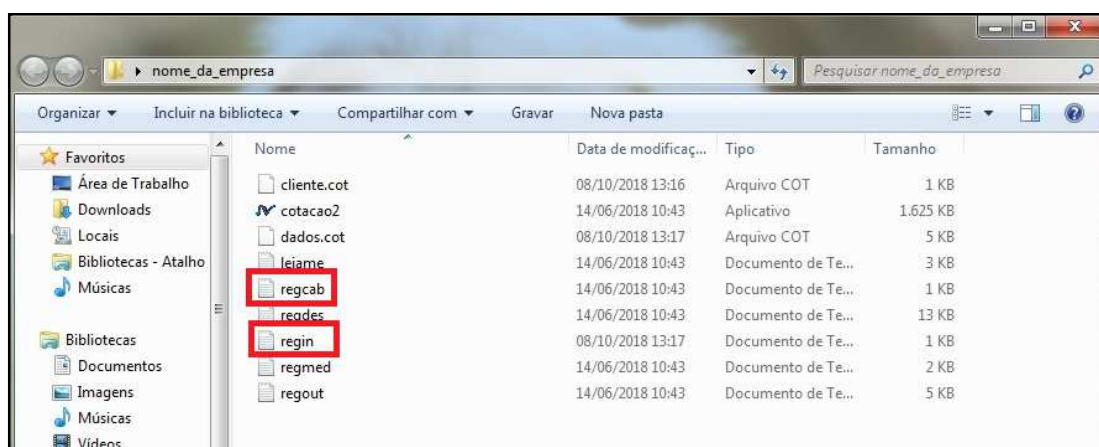 nome_da_empresa
Pesquisar nome_da_empresa
Organizar Incluir na biblioteca Compartilhar com Gravar Nova pasta
Favoritos
Área de Trabalho
Downloads
Locais
Bibliotecas - Atalho
Músicas
Bibliotecas
Documentos
Imagens
Músicas
Vídeos
Nome Data de modificaç... Tipo Tamanho
cliente.cot 08/10/2018 13:16 Arquivo COT 1 KB
cotacao2 14/06/2018 10:43 Aplicativo 1.625 KB
dados.cot 08/10/2018 13:17 Arquivo COT 5 KB
leiame 14/06/2018 10:43 Documento de Te... 3 KB
regcab 14/06/2018 10:43 Documento de Te... 1 KB
regdes 14/06/2018 10:43 Documento de Te... 13 KB
regin 08/10/2018 13:17 Documento de Te... 1 KB
regmed 14/06/2018 10:43 Documento de Te... 2 KB
regout 14/06/2018 10:43 Documento de Te... 5 KB